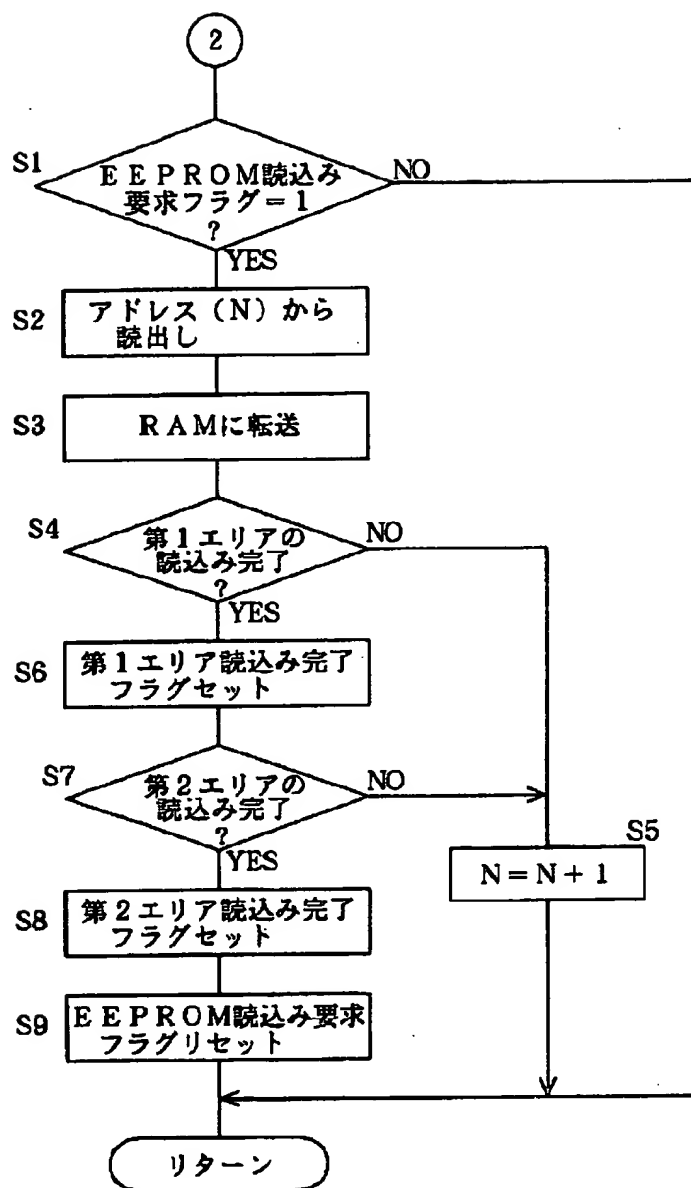 2
S1
EEPROM読込み
要求フラグ=1
?
NO
YES
S2
アドレス(N)から
読出し
S3
RAMに転送
S4
第1エリアの
読込み完了
?
NO
YES
S6
第1エリア読込み完了
フラグセット
S7
第2エリアの
読込み完了
?
NO
YES
S5
N=N+1
S8
第2エリア読込み完了
フラグセット
S9
EEPROM読込み要求
フラグリセット
リターン